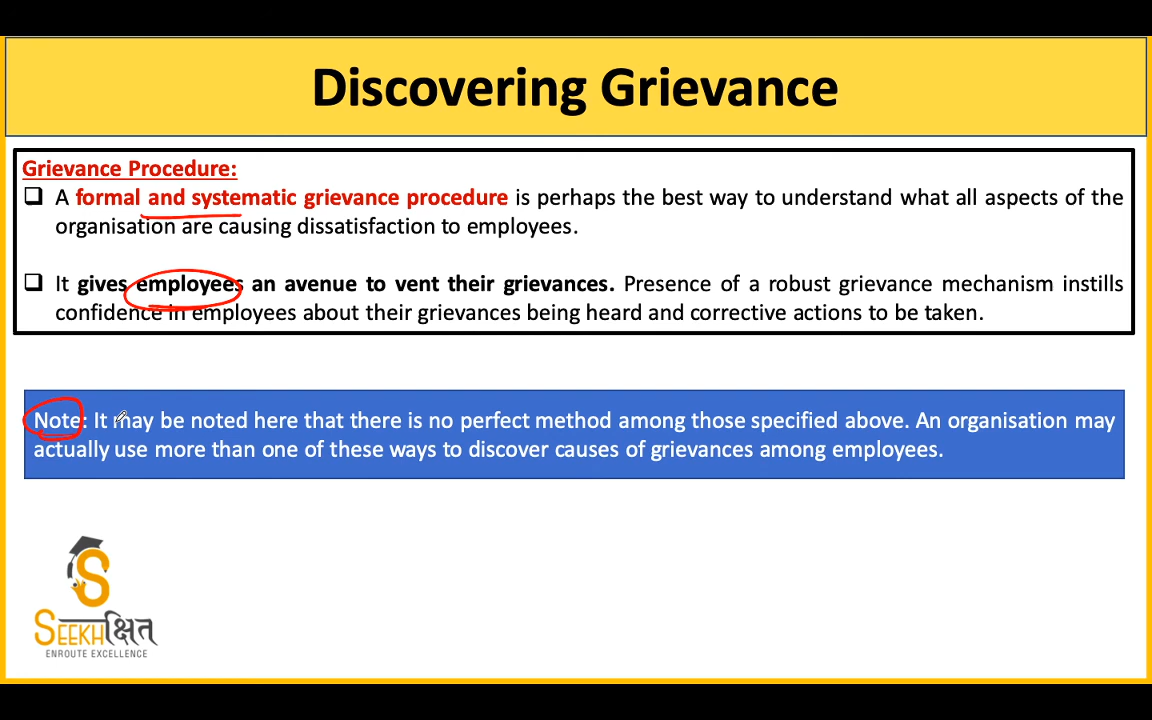 Discovering Grievance
Grievance Procedure:
❑ A formal and systematic grievance procedure is perhaps the best way to understand what all aspects of the
organisation are causing dissatisfaction to employees.
❑ It gives employees an avenue to vent their grievances. Presence of a robust grievance mechanism instills
confidence in employees about their grievances being heard and corrective actions to be taken.
Note: It may be noted here that there is no perfect method among those specified above. An organisation may
actually use more than one of these ways to discover causes of grievances among employees.
S
SEEKHक्षित
ENROUTE EXCELLENCE